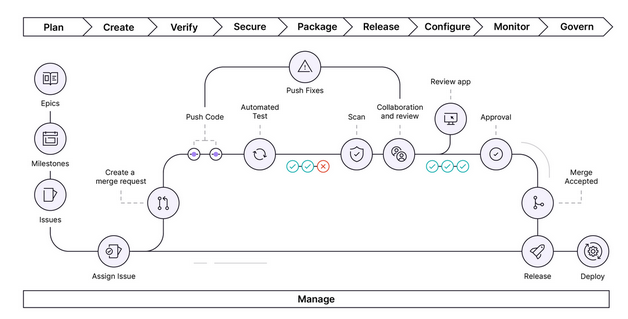 Plan
Create
Verify
Secure
Package
Release
Configure
Monitor
Govern
Epics
Milestones
Issues
Assign Issue
Create a
merge request
Push Code
Automated
Test
Push Fixes
Scan
Collaboration
and review
Review app
Approval
Merge
Accepted
Release
Deploy
Manage